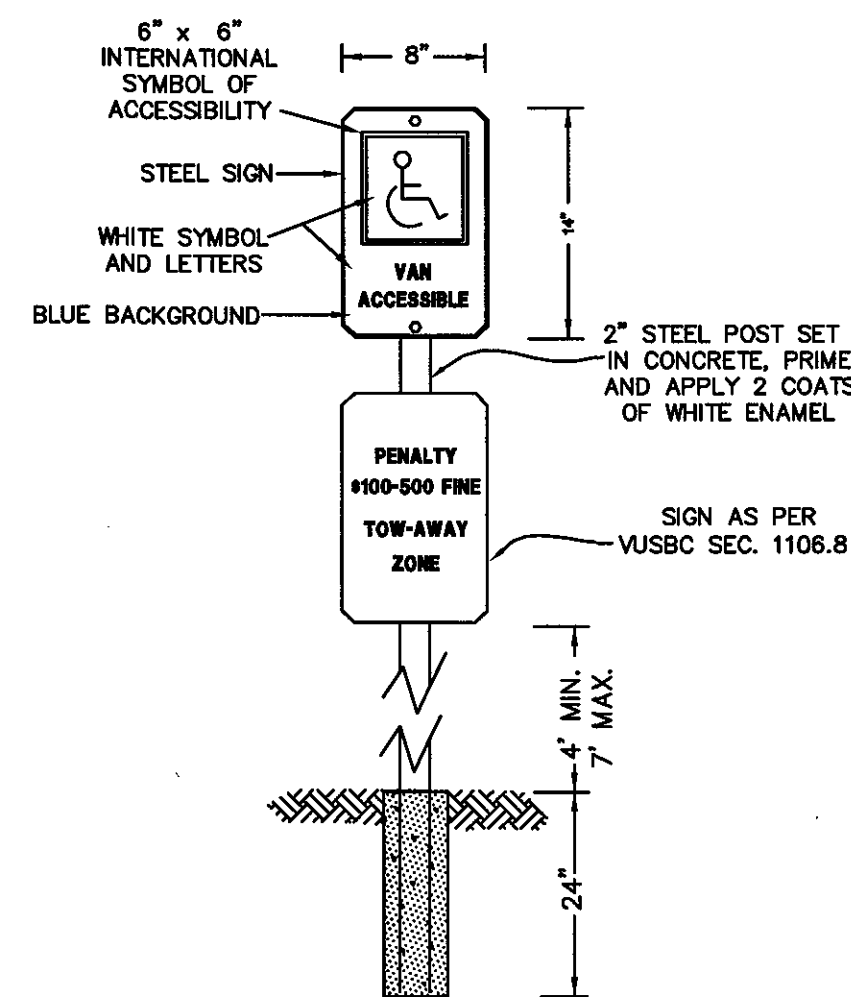 6" x 6"
INTERNATIONAL
SYMBOL OF
ACCESSIBILITY
8"
STEEL SIGN
WHITE SYMBOL
AND LETTERS
BLUE BACKGROUND
VAN
ACCESSIBLE
14"
2" STEEL POST SET
IN CONCRETE, PRIME
AND APPLY 2 COATS
OF WHITE ENAMEL
PENALTY
$100-500 FINE
TOW-AWAY
ZONE
SIGN AS PER
VUSBC SEC. 1106.8
4' MIN.
7' MAX.
24"